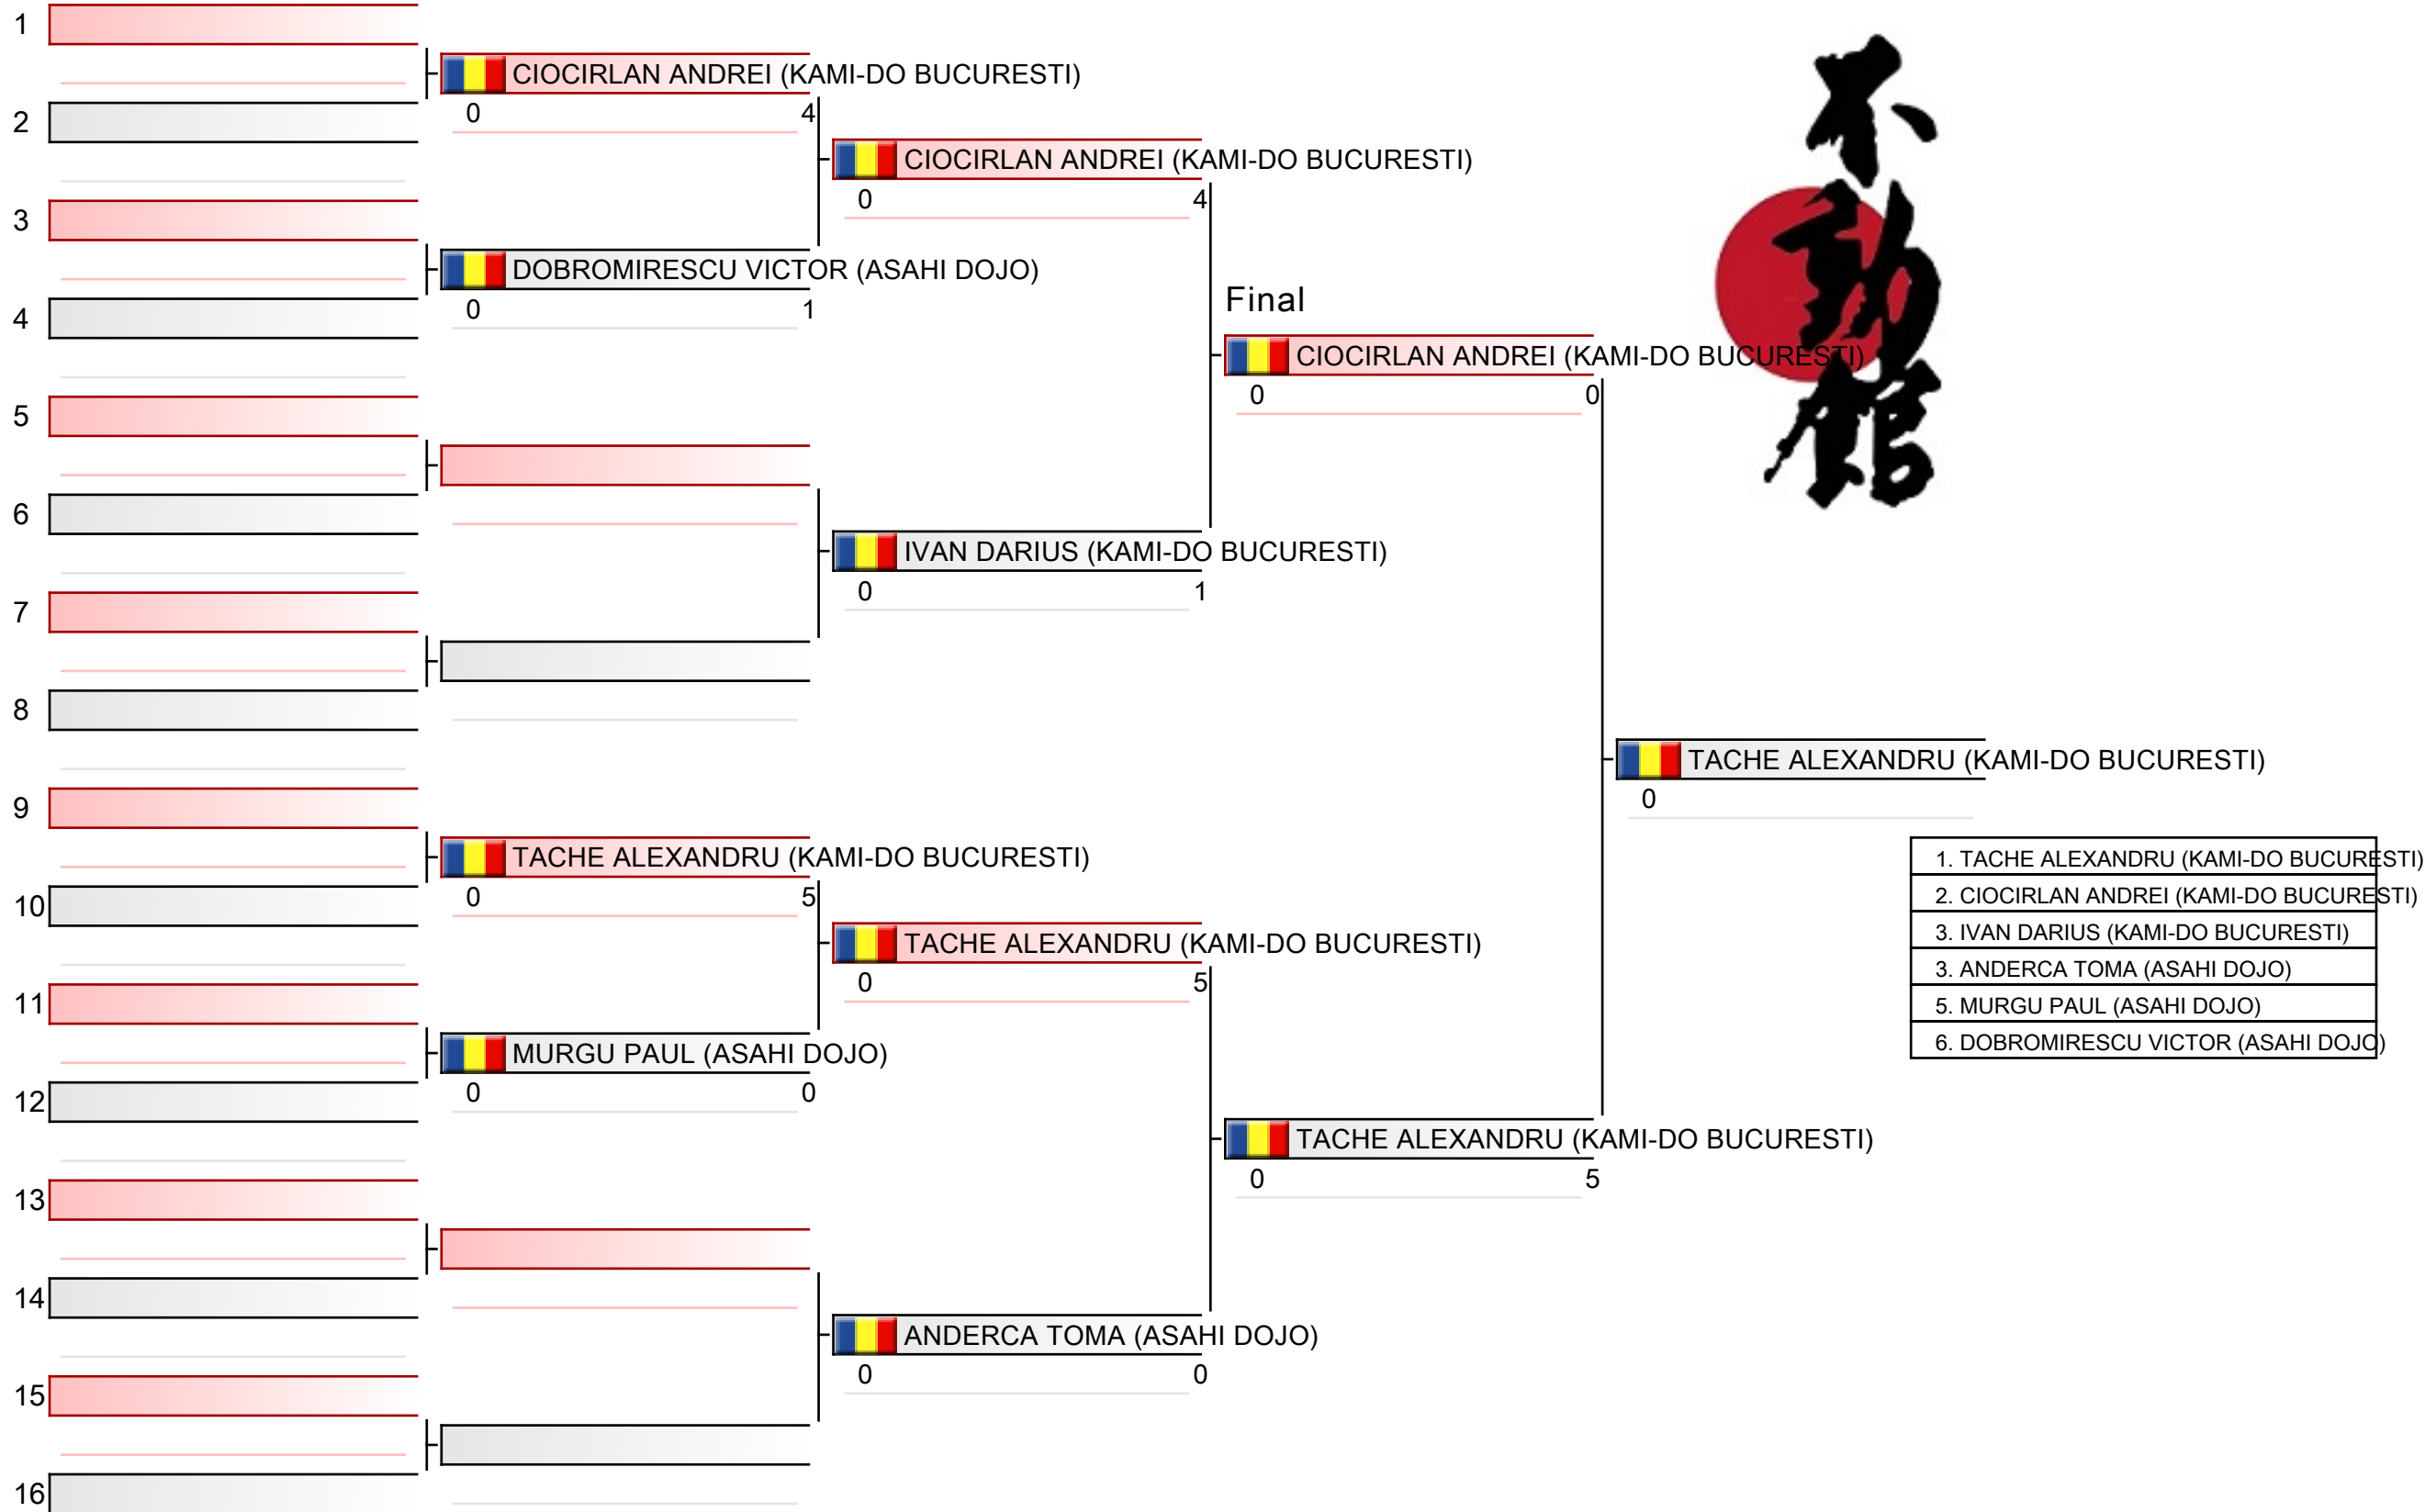 1
CIOCIRLAN ANDREI (KAMI-DO BUCURESTI)
0 4
2
CIOCIRLAN ANDREI (KAMI-DO BUCURESTI)
0 4
3
DOBROMIRESCU VICTOR (ASAHI DOJO)
0 1
4
Final
CIOCIRLAN ANDREI (KAMI-DO BUCURESTI)
0 0
5
6
IVAN DARIUS (KAMI-DO BUCURESTI)
0 1
7
8
TACHE ALEXANDRU (KAMI-DO BUCURESTI)
0
9
TACHE ALEXANDRU (KAMI-DO BUCURESTI)
0 5
10
TACHE ALEXANDRU (KAMI-DO BUCURESTI)
0 5
11
MURGU PAUL (ASAHI DOJO)
0 0
12
TACHE ALEXANDRU (KAMI-DO BUCURESTI)
0 5
13
14
ANDERCA TOMA (ASAHI DOJO)
0 0
15
16
1. TACHE ALEXANDRU (KAMI-DO BUCURESTI)
2. CIOCIRLAN ANDREI (KAMI-DO BUCURESTI)
3. IVAN DARIUS (KAMI-DO BUCURESTI)
3. ANDERCA TOMA (ASAHI DOJO)
5. MURGU PAUL (ASAHI DOJO)
6. DOBROMIRESCU VICTOR (ASAHI DOJO)
不動館